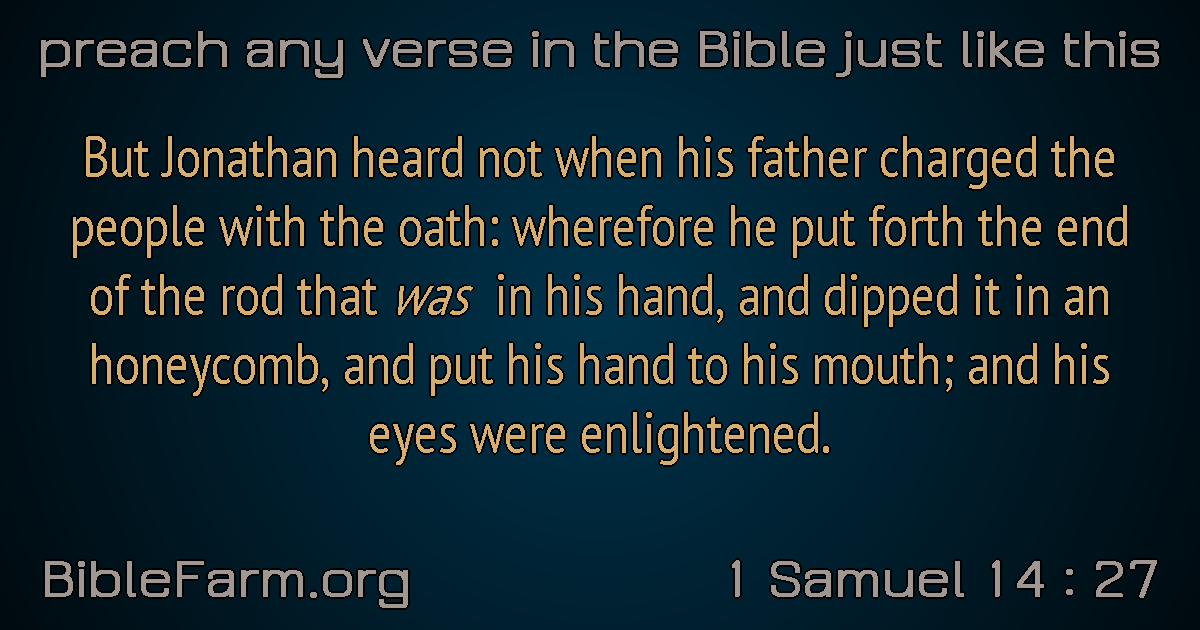 preach any verse in the Bible just like this
But Jonathan heard not when his father charged the
people with the oath: wherefore he put forth the end
of the rod that was in his hand, and dipped it in an
honeycomb, and put his hand to his mouth; and his
eyes were enlightened.
BibleFarm.org
1 Samuel 14 : 27